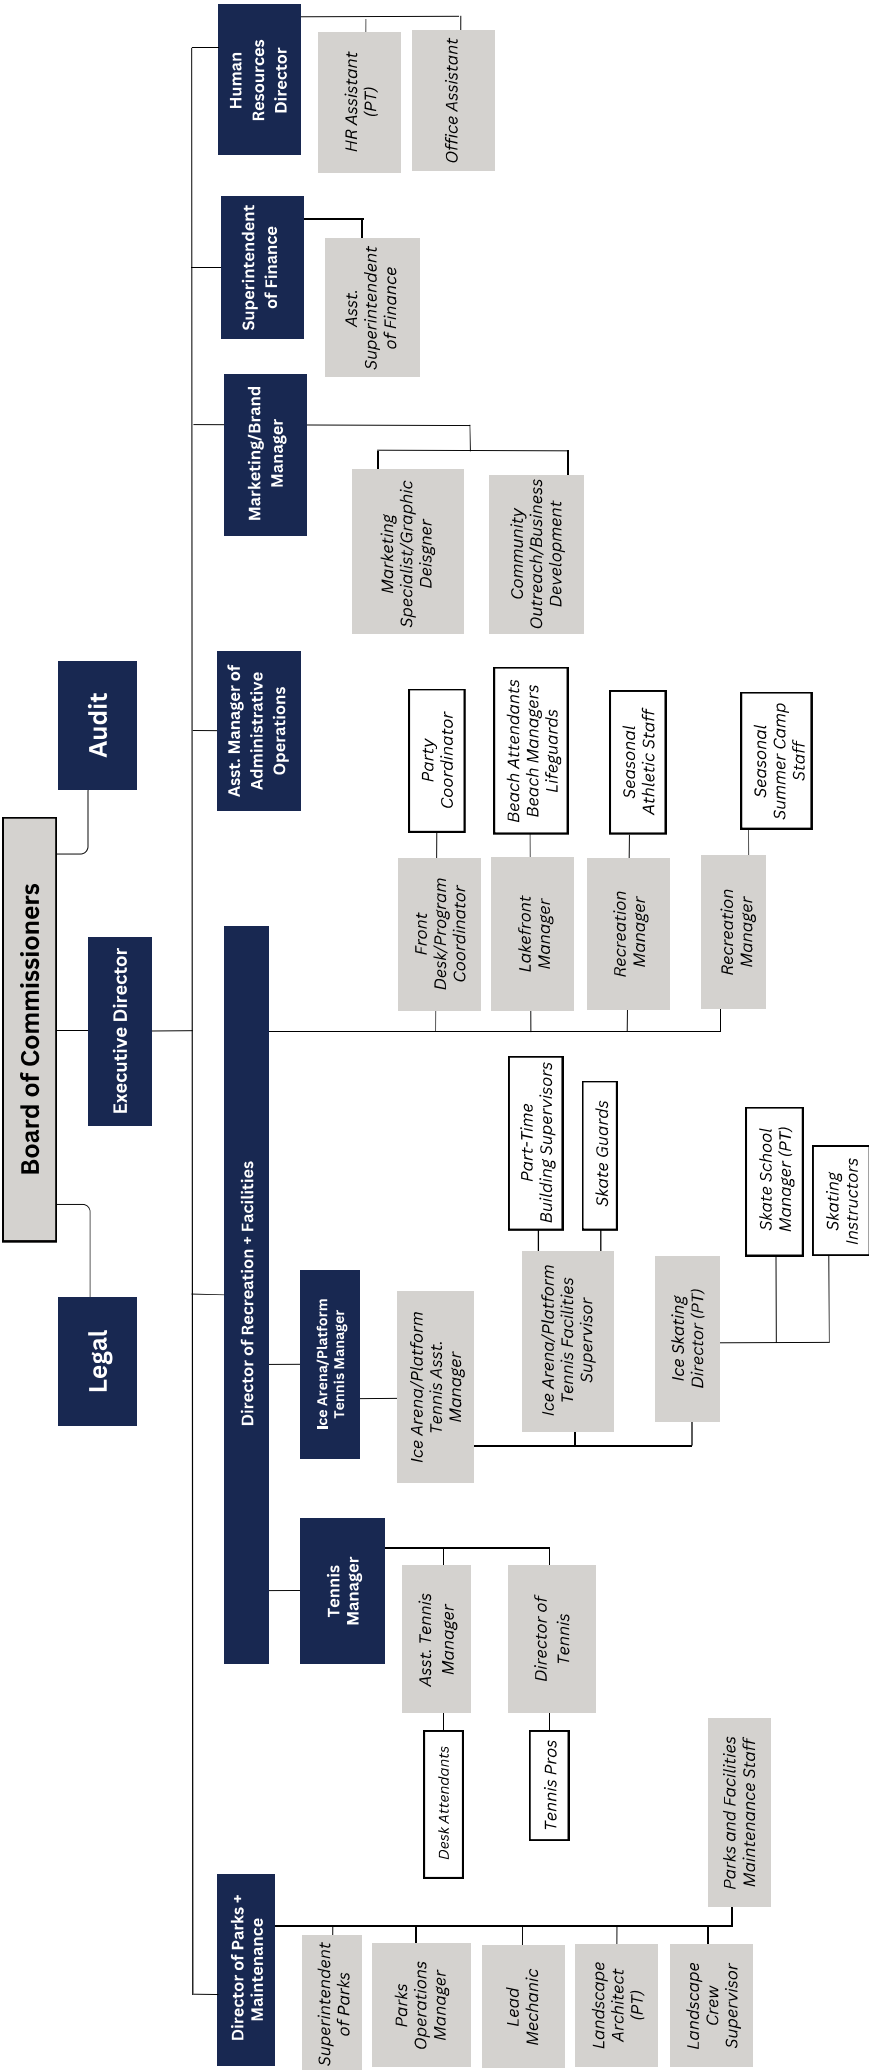 Board of Commissioners
Legal
Executive Director
Audit
Director of Parks +
Maintenance
Superintendent
of Parks
Parks
Operations
Manager
Lead
Mechanic
Landscape
Architect
(PT)
Landscape
Crew
Supervisor
Parks and Facilities
Maintenance Staff
Director of Recreation + Facilities
Tennis
Manager
Asst. Tennis
Manager
Desk Attendants
Director of
Tennis
Tennis Pros
Ice Arena/Platform
Tennis Manager
Ice Arena/Platform
Tennis Asst.
Manager
Ice Arena/Platform
Tennis Facilities
Supervisor
Part-Time
Building Supervisors
Skate Guards
Ice Skating
Director (PT)
Skate School
Manager (PT)
Skating
Instructors
Front
Desk/Program
Coordinator
Party
Coordinator
Lakefront
Manager
Beach Attendants
Beach Managers
Lifeguards
Recreation
Manager
Seasonal
Athletic Staff
Recreation
Manager
Seasonal
Summer Camp
Staff
Asst. Manager of
Administrative
Operations
Marketing/Brand
Manager
Marketing
Specialist/Graphic
Deisgner
Community
Outreach/Business
Development
Superintendent
of Finance
Asst.
Superintendent
of Finance
Human
Resources
Director
HR Assistant
(PT)
Office Assistant